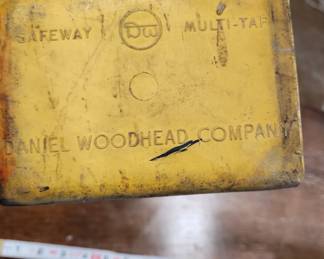 SAFEWAY DW MULTI-TAP
DANIEL WOODHEAD COMPANY